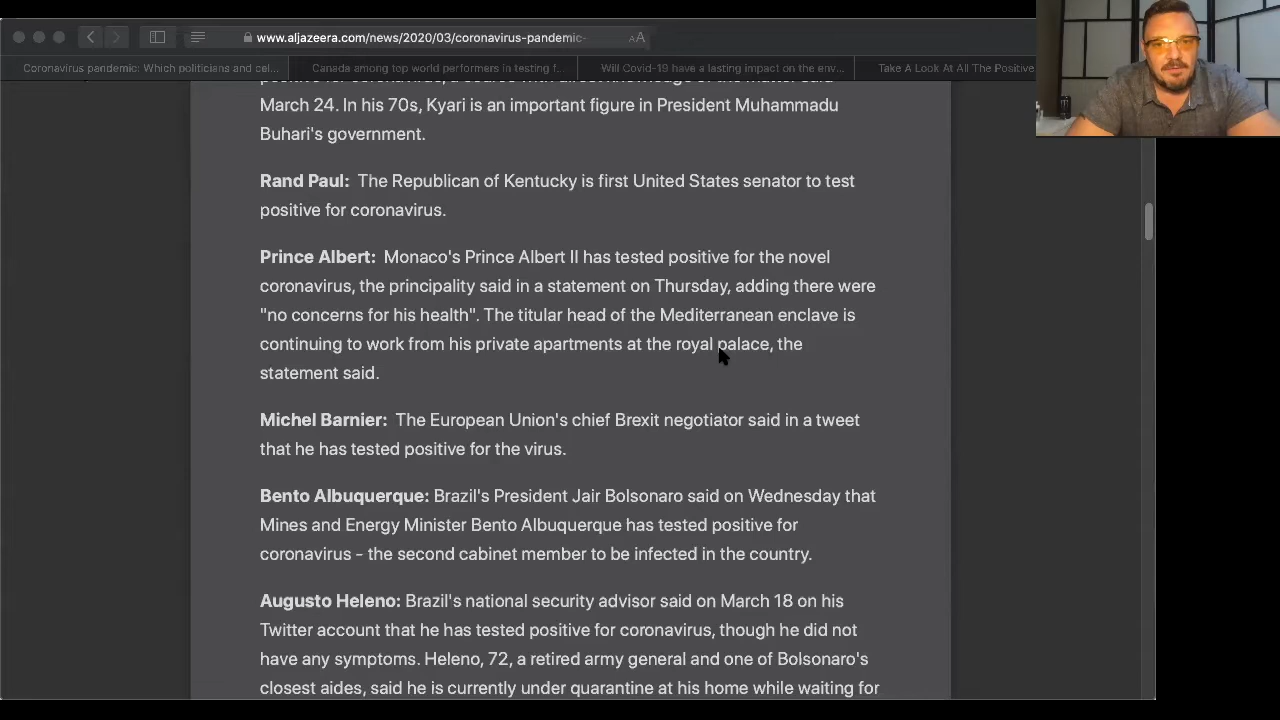 www.aljazeera.com/news/2020/03/coronavirus-pandemic-
AA
Coronavirus pandemic: Which politicians and cel...
Canada among top world performers in testing f...
Will Covid-19 have a lasting impact on the env...
Take A Look At All The Positive
March 24. In his 70s, Kyari is an important figure in President Muhammadu
Buhari's government.
Rand Paul: The Republican of Kentucky is first United States senator to test
positive for coronavirus.
Prince Albert: Monaco's Prince Albert II has tested positive for the novel
coronavirus, the principality said in a statement on Thursday, adding there were
"no concerns for his health". The titular head of the Mediterranean enclave is
continuing to work from his private apartments at the royal palace, the
statement said.
Michel Barnier: The European Union's chief Brexit negotiator said in a tweet
that he has tested positive for the virus.
Bento Albuquerque: Brazil's President Jair Bolsonaro said on Wednesday that
Mines and Energy Minister Bento Albuquerque has tested positive for
coronavirus - the second cabinet member to be infected in the country.
Augusto Heleno: Brazil's national security advisor said on March 18 on his
Twitter account that he has tested positive for coronavirus, though he did not
have any symptoms. Heleno, 72, a retired army general and one of Bolsonaro's
closest aides, said he is currently under quarantine at his home while waiting for